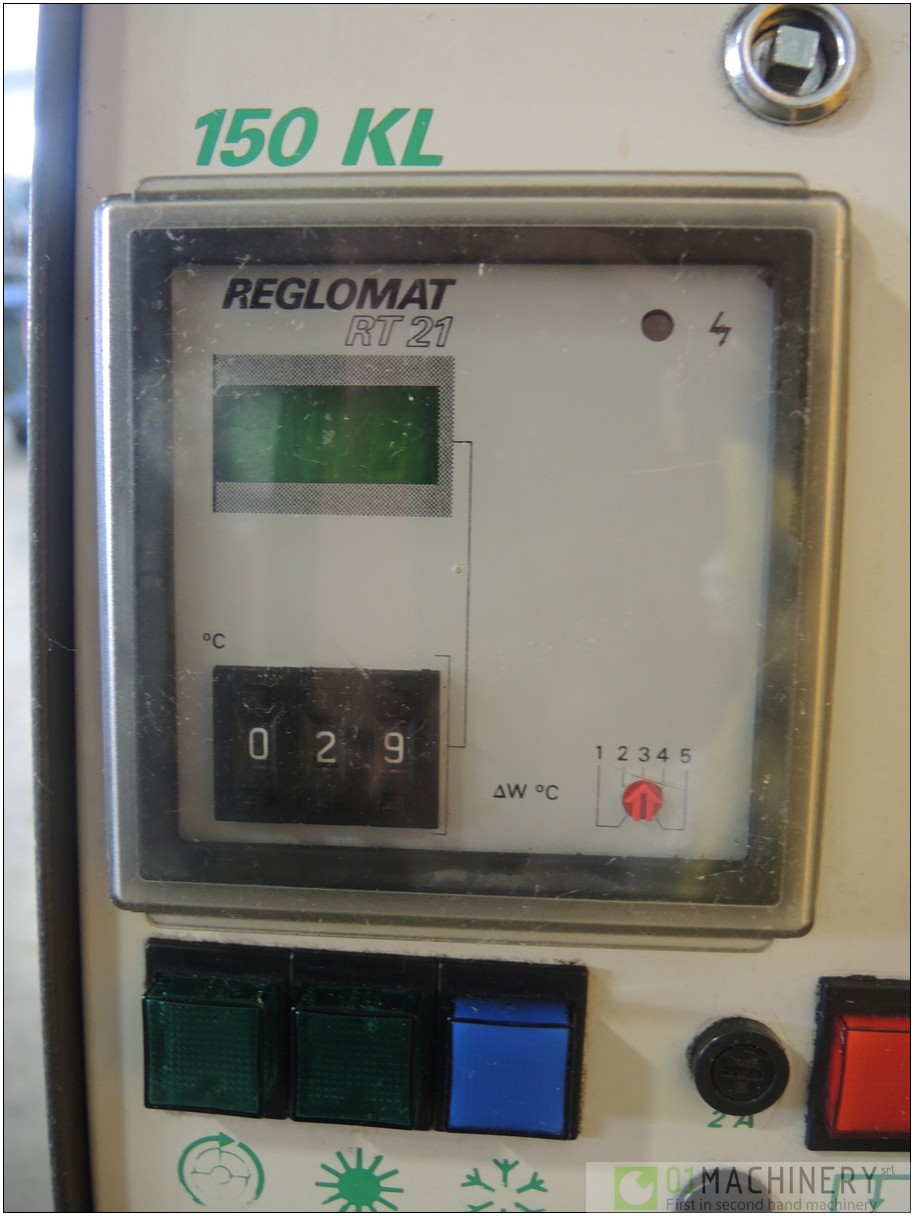 150 KL
REGLOMAT
RT 21
°C
0 2 9
1 2 3 4 5
ΔW °C
2 A
01MACHINERY srl
First in second hand machinery